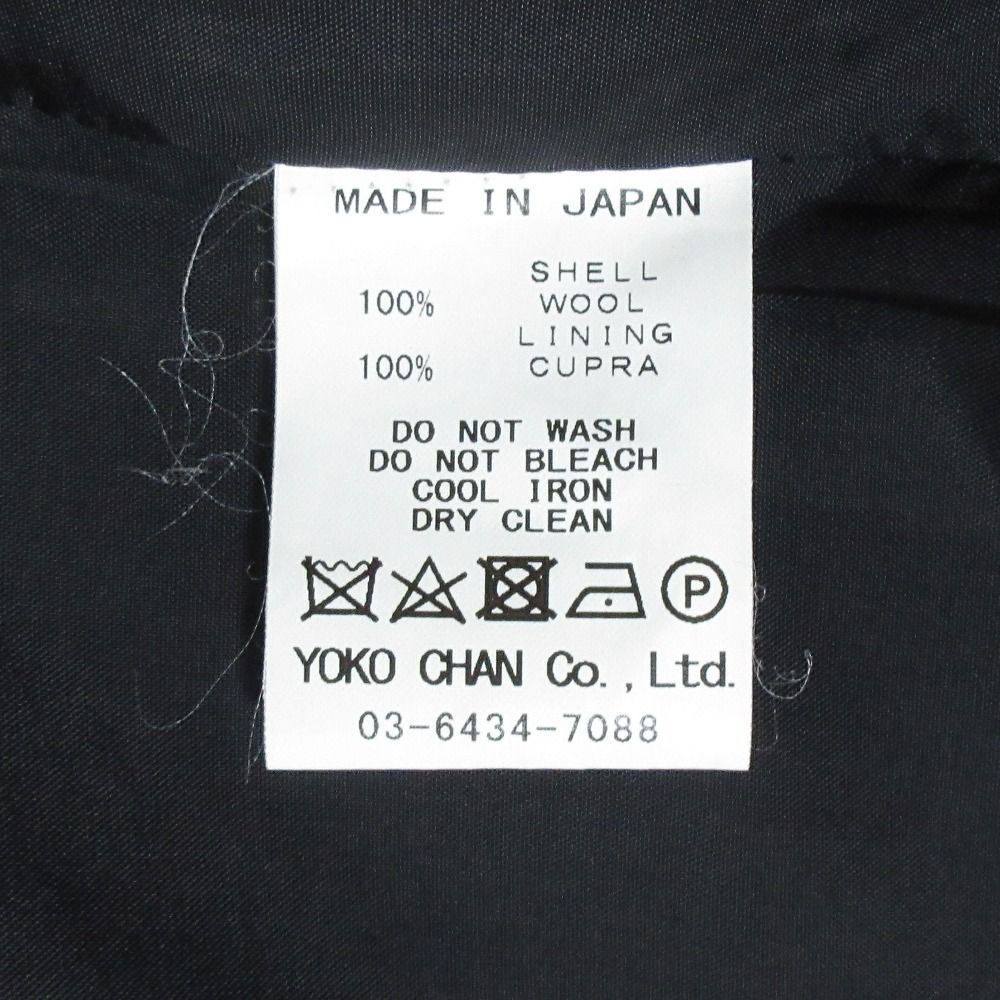 MADE IN JAPAN
SHELL
100% WOOL
LINING
100% CUPRA
DO NOT WASH
DO NOT BLEACH
COOL IRON
DRY CLEAN
P
YOKO CHAN Co., Ltd.
03-6434-7088